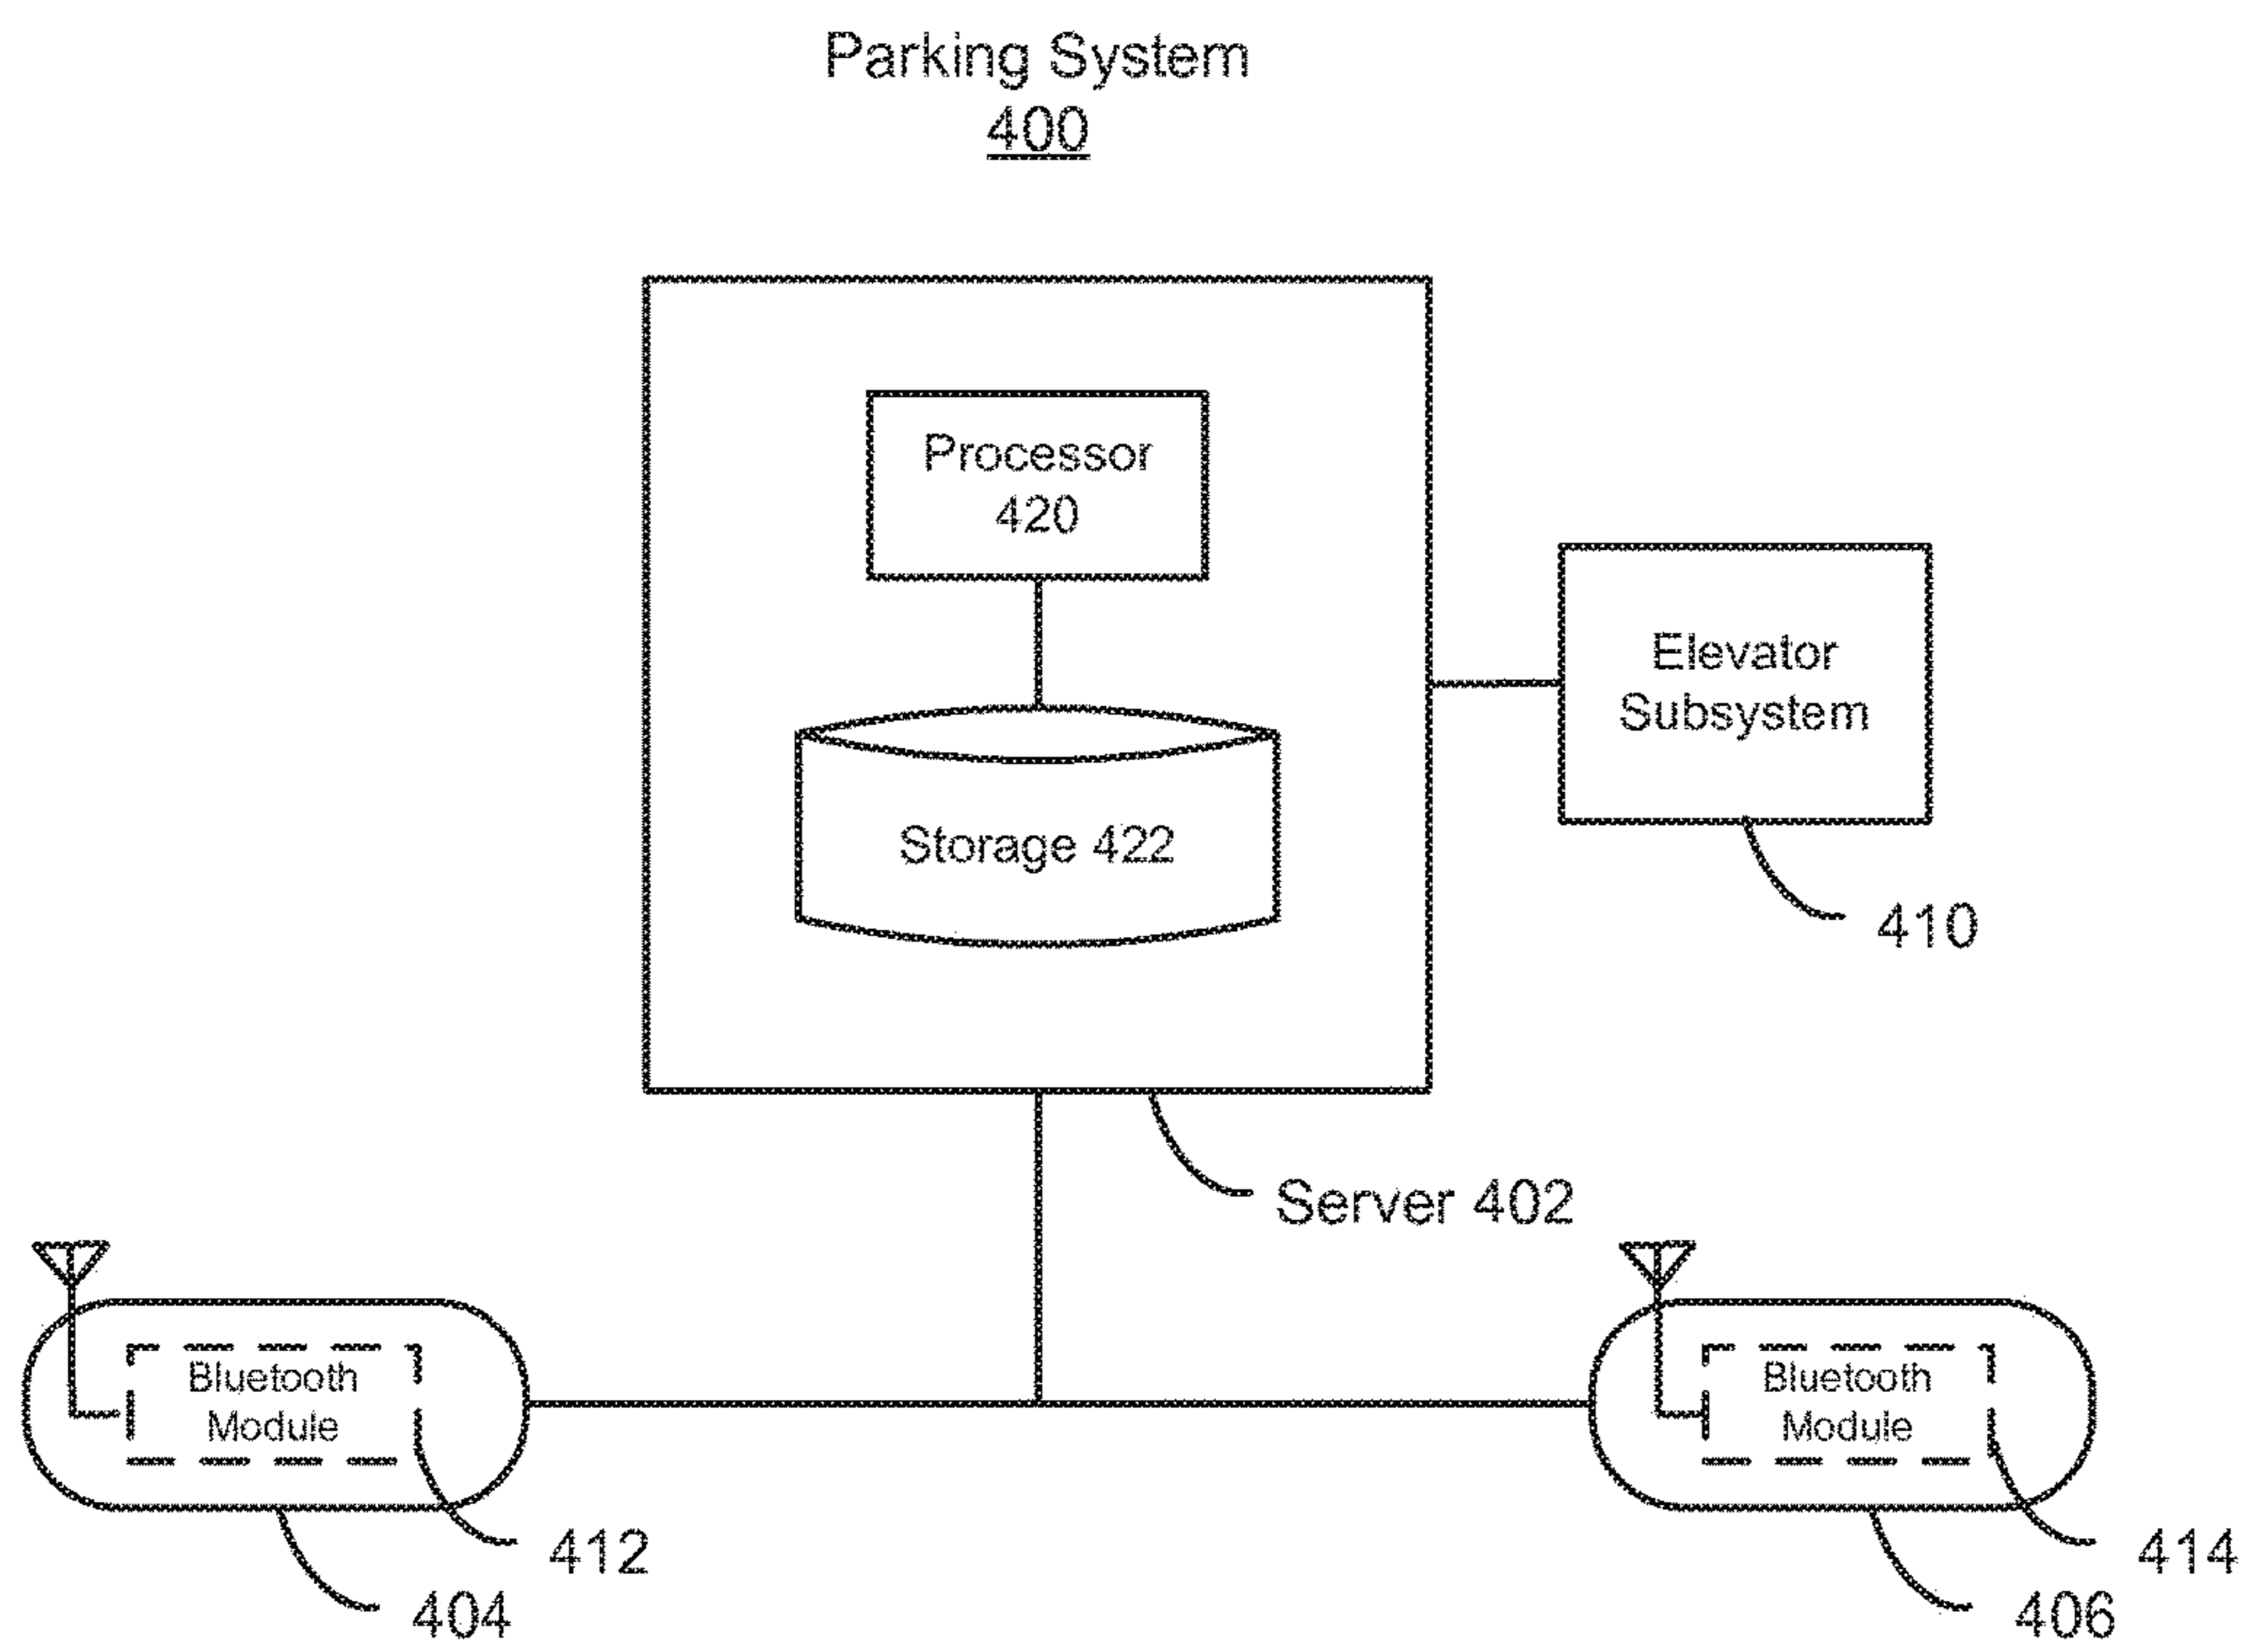 Parking System
400
Processor
420
Elevator
Subsystem
Storage 422
410
Server 402
Bluetooth
Module
Bluetooth
Module
412
414
404
406